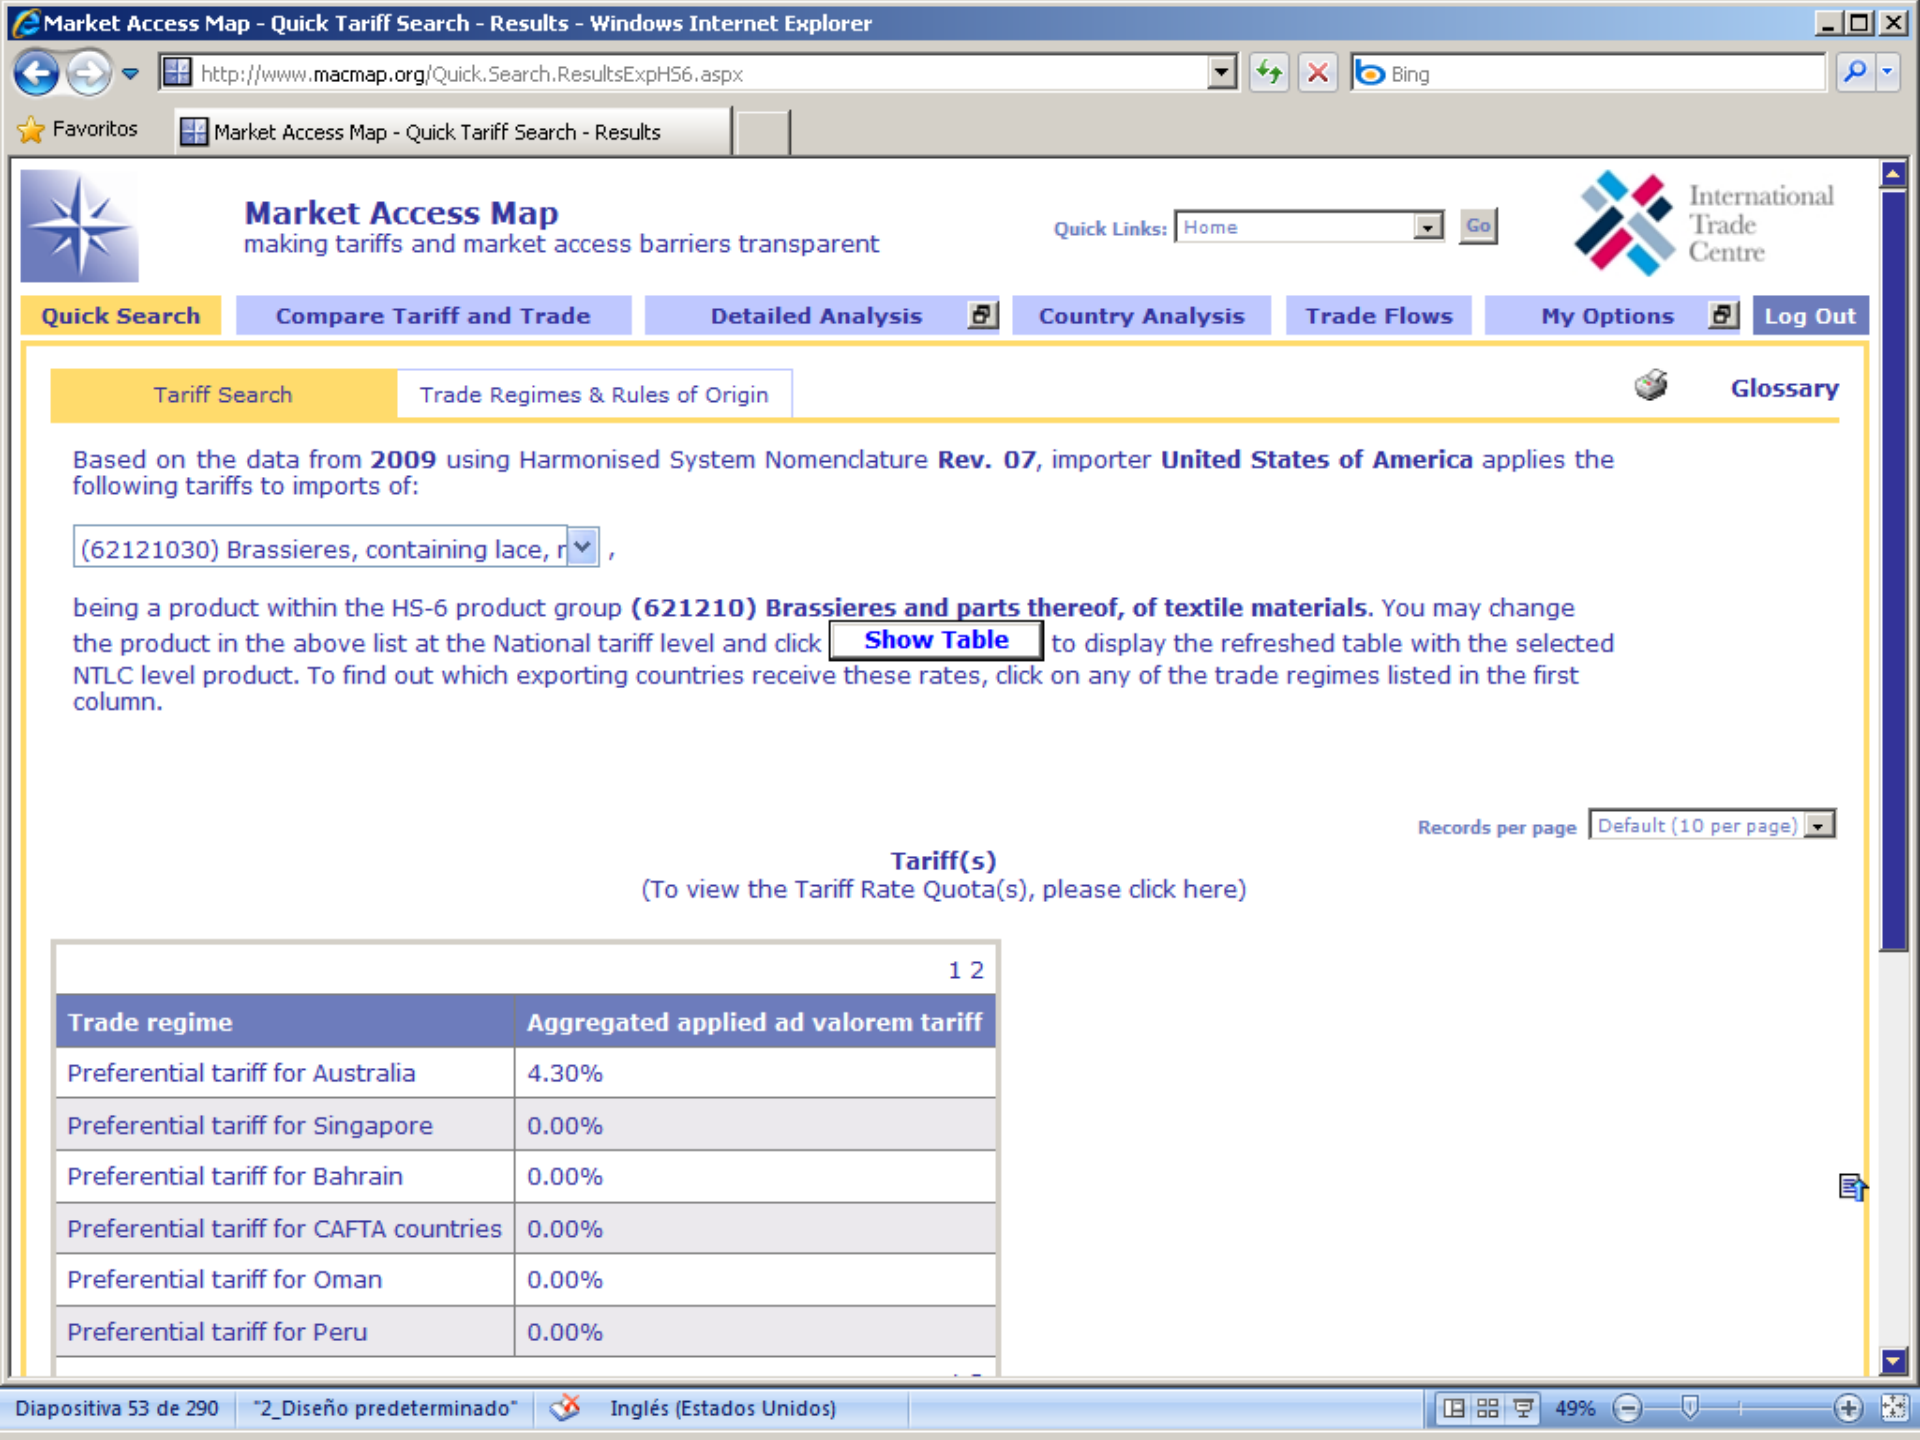 Market Access Map - Quick Tariff Search - Results - Windows Internet Explorer
http://www.macmap.org/Quick.Search.ResultsExpHS6.aspx
Bing
Favoritos
Market Access Map - Quick Tariff Search - Results
Market Access Map
making tariffs and market access barriers transparent
Quick Links: Home Go
International
Trade
Centre
Quick Search Compare Tariff and Trade Detailed Analysis Country Analysis Trade Flows My Options Log Out
Tariff Search Trade Regimes & Rules of Origin Glossary
Based on the data from 2009 using Harmonised System Nomenclature Rev. 07, importer United States of America applies the
following tariffs to imports of:
(62121030) Brassieres, containing lace, r ,
being a product within the HS-6 product group (621210) Brassieres and parts thereof, of textile materials. You may change
the product in the above list at the National tariff level and click Show Table to display the refreshed table with the selected
NTLC level product. To find out which exporting countries receive these rates, click on any of the trade regimes listed in the first
column.
Records per page Default (10 per page)
Tariff(s)
(To view the Tariff Rate Quota(s), please click here)
1 2
Trade regime Aggregated applied ad valorem tariff
Preferential tariff for Australia 4.30%
Preferential tariff for Singapore 0.00%
Preferential tariff for Bahrain 0.00%
Preferential tariff for CAFTA countries 0.00%
Preferential tariff for Oman 0.00%
Preferential tariff for Peru 0.00%
Diapositiva 53 de 290 "2_Diseño predeterminado" Inglés (Estados Unidos) 49%